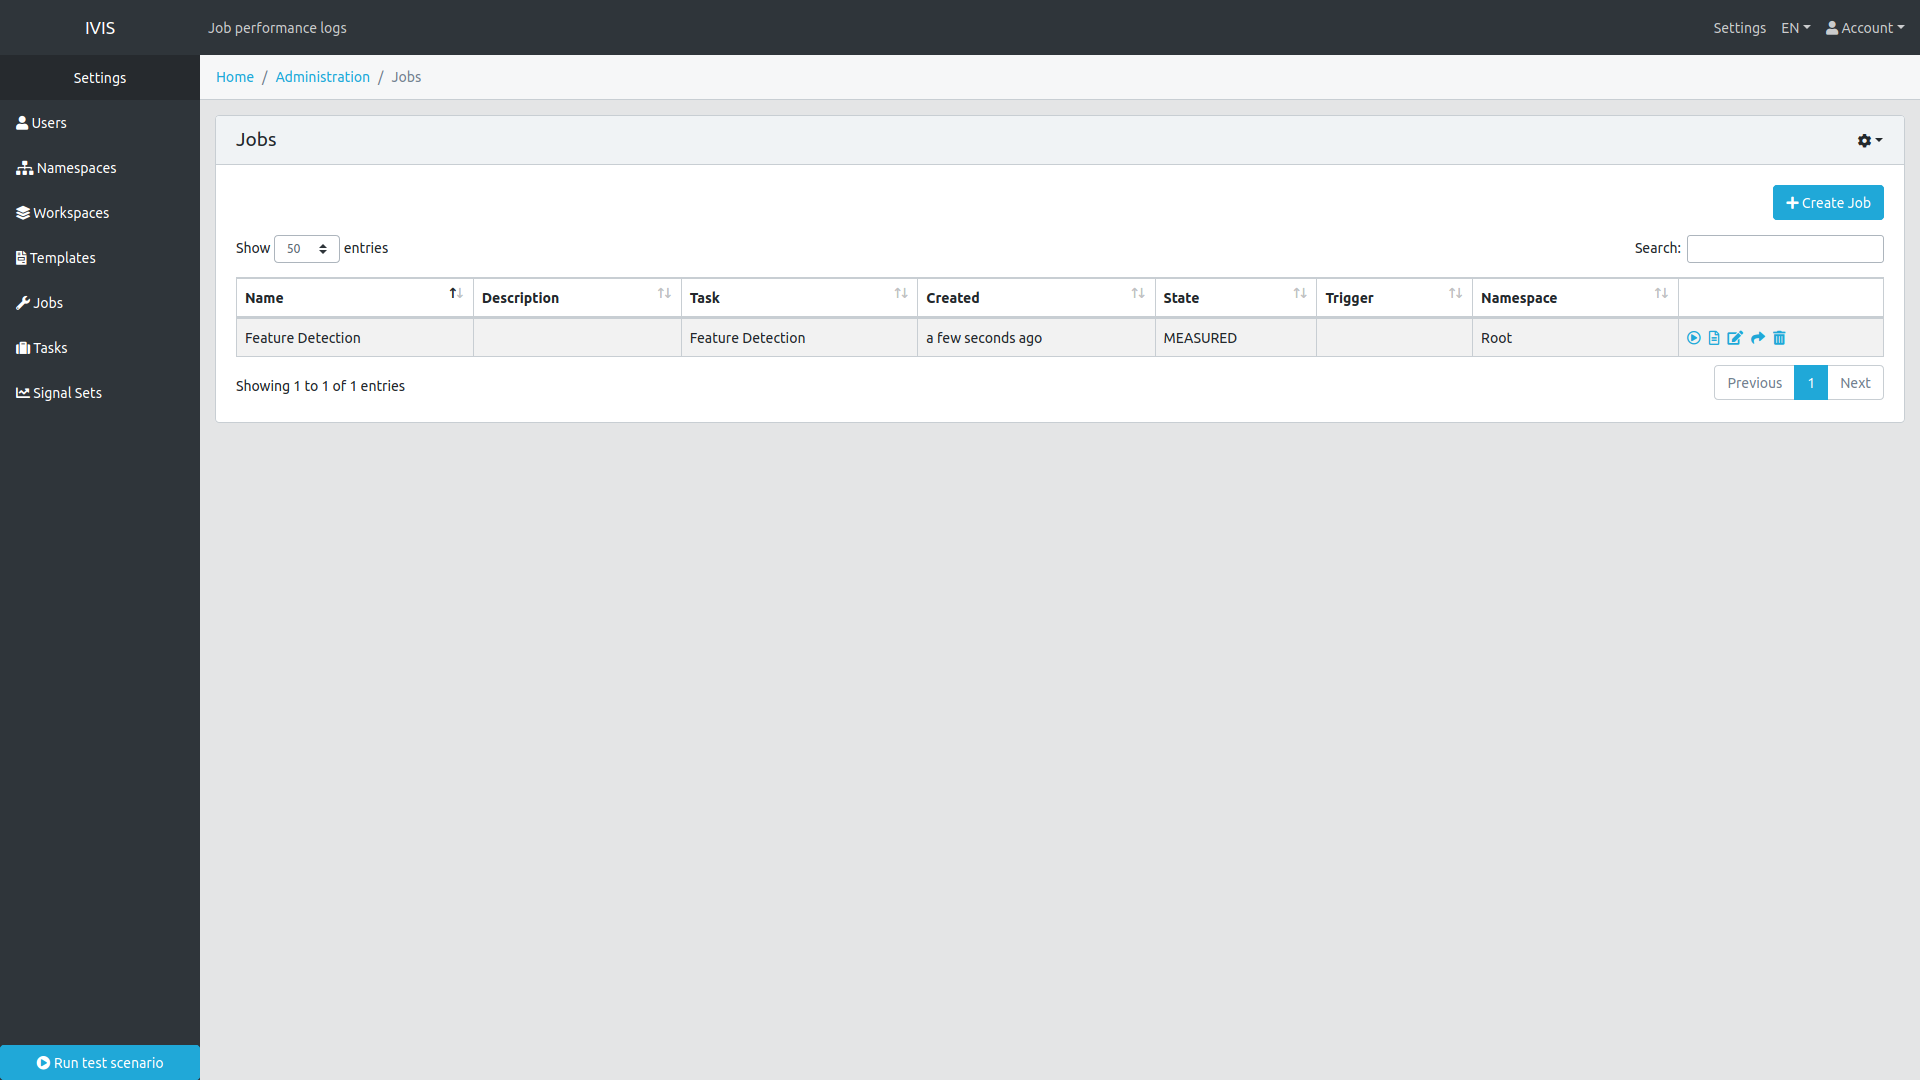 IVIS
Job performance logs
Settings
EN
Account
Settings
Home / Administration / Jobs
Users
Namespaces
Workspaces
Templates
Jobs
Tasks
Signal Sets
Jobs
Create Job
Show 50 entries
Search:
Name Description Task Created State Trigger Namespace
Feature Detection Feature Detection a few seconds ago MEASURED Root
Showing 1 to 1 of 1 entries
Previous 1 Next
Run test scenario